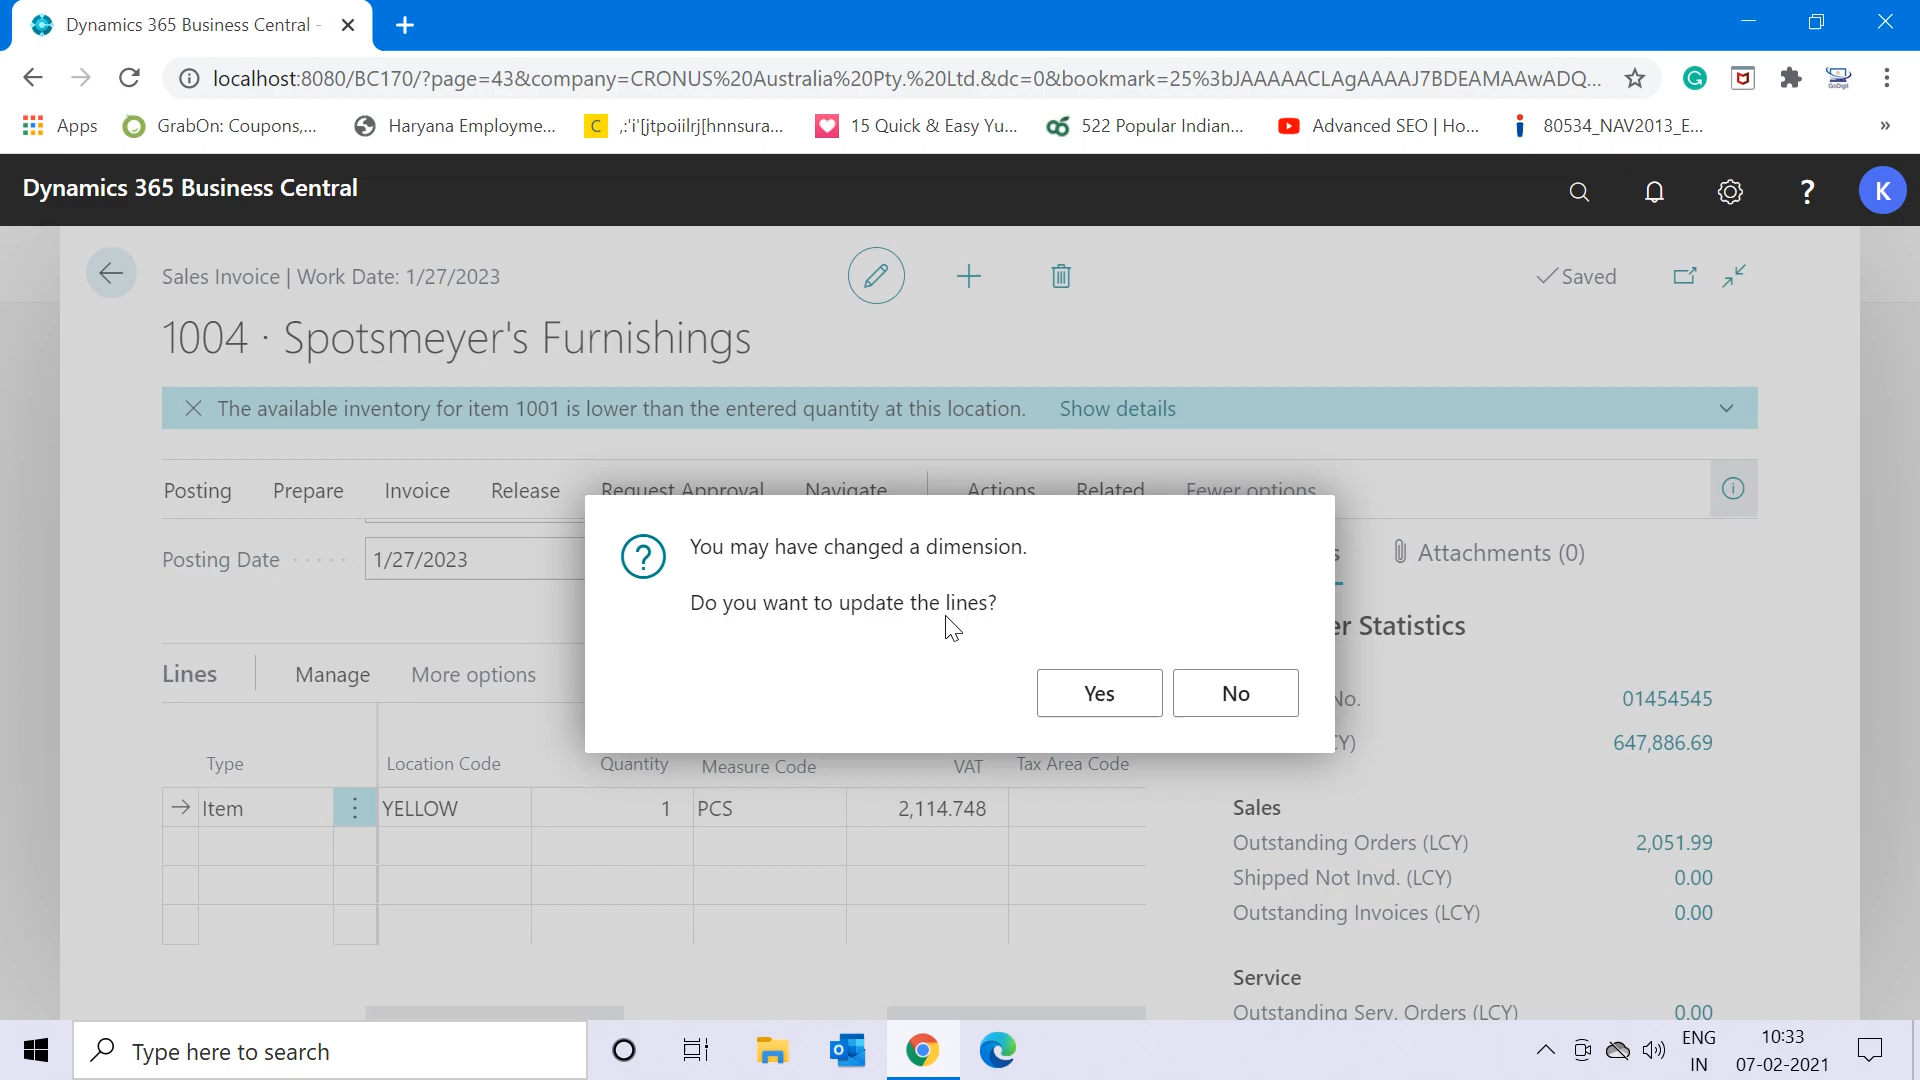 Dynamics 365 Business Central -
localhost:8080/BC170/?page=43&company=CRONUS%20Australia%20Pty.%20Ltd.&dc=0&bookmark=25%3bJAAAAACLAgAAAAJ7BDEAMAAwADQ...
Apps
GrabOn: Coupons,...
Haryana Employme...
,:'i'[jtpoiilrj[hnnsura...
15 Quick & Easy Yu...
522 Popular Indian...
Advanced SEO | Ho...
80534_NAV2013_E...
»
Dynamics 365 Business Central
?
K
Sales Invoice | Work Date: 1/27/2023
Saved
1004 · Spotsmeyer's Furnishings
The available inventory for item 1001 is lower than the entered quantity at this location. Show details
Posting Prepare Invoice Release Request Approval Navigate Actions Related Fewer options
You may have changed a dimension.
Do you want to update the lines?
Yes No
Posting Date 1/27/2023
Attachments (0)
er Statistics
Lines Manage More options
No. 01454545
CY) 647,886.69
Type Location Code Quantity Measure Code VAT Tax Area Code
Item YELLOW 1 PCS 2,114.748
Sales
Outstanding Orders (LCY) 2,051.99
Shipped Not Invd. (LCY) 0.00
Outstanding Invoices (LCY) 0.00
Service
Outstanding Serv. Orders (LCY) 0.00
Type here to search
ENG
IN
10:33
07-02-2021